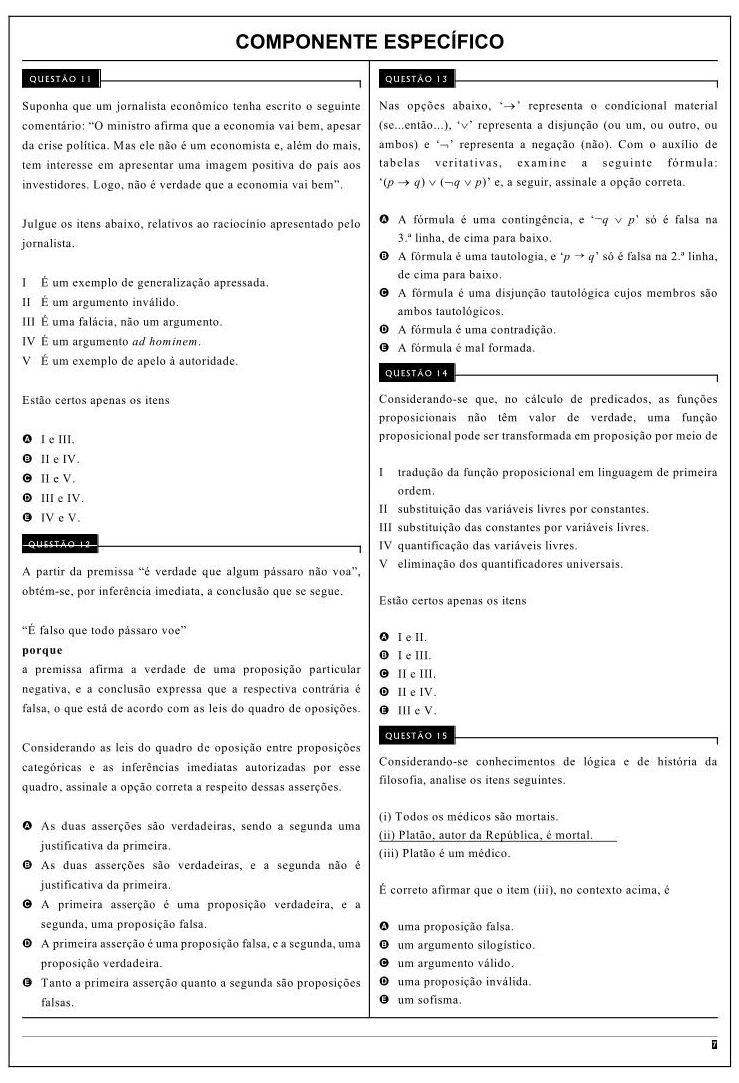 COMPONENTE ESPECÍFICO
QUESTÃO 11
Suponha que um jornalista econômico tenha escrito o seguinte
comentário: “O ministro afirma que a economia vai bem, apesar
da crise política. Mas ele não é um economista e, além do mais,
tem interesse em apresentar uma imagem positiva do país aos
investidores. Logo, não é verdade que a economia vai bem”.
Julgue os itens abaixo, relativos ao raciocínio apresentado pelo
jornalista.
I É um exemplo de generalização apressada.
II É um argumento inválido.
III É uma falácia, não um argumento.
IV É um argumento ad hominem.
V É um exemplo de apelo à autoridade.
Estão certos apenas os itens
A I e III.
B II e IV.
C II e V.
D III e IV.
E IV e V.
QUESTÃO 12
A partir da premissa “é verdade que algum pássaro não voa”,
obtém-se, por inferência imediata, a conclusão que se segue.
“É falso que todo pássaro voe”
porque
a premissa afirma a verdade de uma proposição particular
negativa, e a conclusão expressa que a respectiva contrária é
falsa, o que está de acordo com as leis do quadro de oposições.
Considerando as leis do quadro de oposição entre proposições
categóricas e as inferências imediatas autorizadas por esse
quadro, assinale a opção correta a respeito dessas asserções.
A As duas asserções são verdadeiras, sendo a segunda uma
justificativa da primeira.
B As duas asserções são verdadeiras, e a segunda não é
justificativa da primeira.
C A primeira asserção é uma proposição verdadeira, e a
segunda, uma proposição falsa.
D A primeira asserção é uma proposição falsa, e a segunda, uma
proposição verdadeira.
E Tanto a primeira asserção quanto a segunda são proposições
falsas.
QUESTÃO 13
Nas opções abaixo, ‘→’ representa o condicional material
(se...então...), ‘∨’ representa a disjunção (ou um, ou outro, ou
ambos) e ‘¬’ representa a negação (não). Com o auxílio de
tabelas veritativas, examine a seguinte fórmula:
‘(p → q) ∨ (¬q ∨ p)’ e, a seguir, assinale a opção correta.
A A fórmula é uma contingência, e ‘¬q ∨ p’ só é falsa na
3.ª linha, de cima para baixo.
B A fórmula é uma tautologia, e ‘p → q’ só é falsa na 2.ª linha,
de cima para baixo.
C A fórmula é uma disjunção tautológica cujos membros são
ambos tautológicos.
D A fórmula é uma contradição.
E A fórmula é mal formada.
QUESTÃO 14
Considerando-se que, no cálculo de predicados, as funções
proposicionais não têm valor de verdade, uma função
proposicional pode ser transformada em proposição por meio de
I tradução da função proposicional em linguagem de primeira
ordem.
II substituição das variáveis livres por constantes.
III substituição das constantes por variáveis livres.
IV quantificação das variáveis livres.
V eliminação dos quantificadores universais.
Estão certos apenas os itens
A I e II.
B I e III.
C II e III.
D II e IV.
E III e V.
QUESTÃO 15
Considerando-se conhecimentos de lógica e de história da
filosofia, analise os itens seguintes.
(i) Todos os médicos são mortais.
(ii) Platão, autor da República, é mortal.
(iii) Platão é um médico.
É correto afirmar que o item (iii), no contexto acima, é
A uma proposição falsa.
B um argumento silogístico.
C um argumento válido.
D uma proposição inválida.
E um sofisma.
7